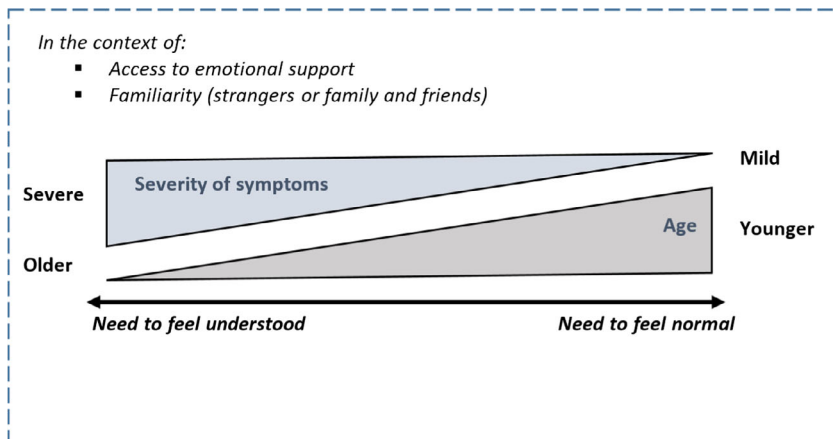 In the context of:
▪ Access to emotional support
▪ Familiarity (strangers or family and friends)
Mild
Severity of symptoms
Severe
Age
Younger
Older
Need to feel understood
Need to feel normal